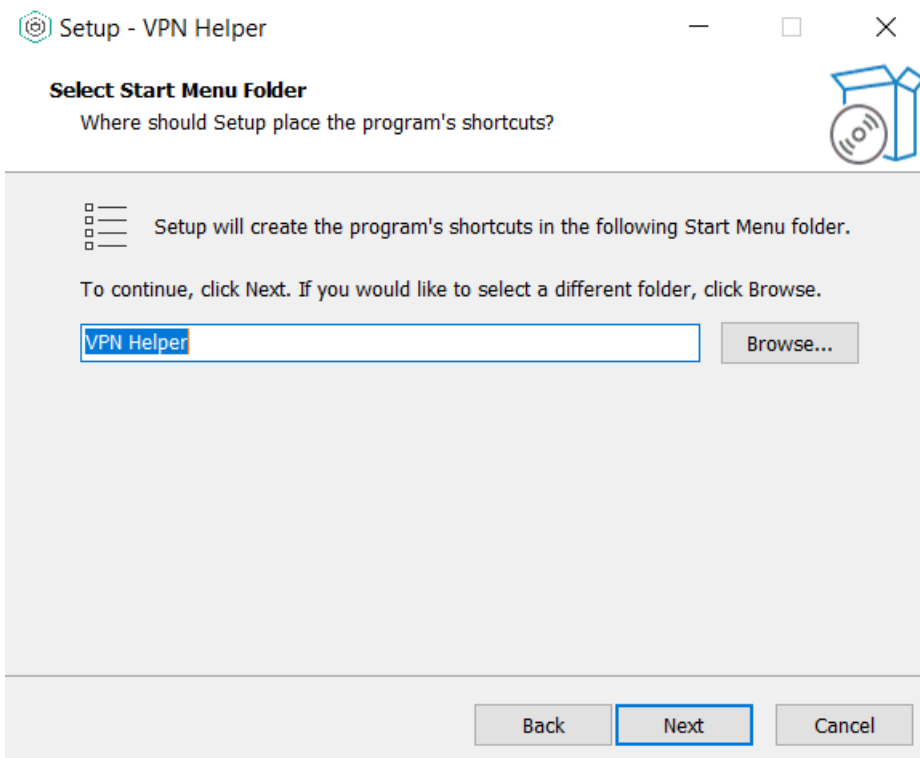 Setup - VPN Helper
Select Start Menu Folder
Where should Setup place the program's shortcuts?
Setup will create the program's shortcuts in the following Start Menu folder.
To continue, click Next. If you would like to select a different folder, click Browse.
VPN Helper
Browse...
Back
Next
Cancel